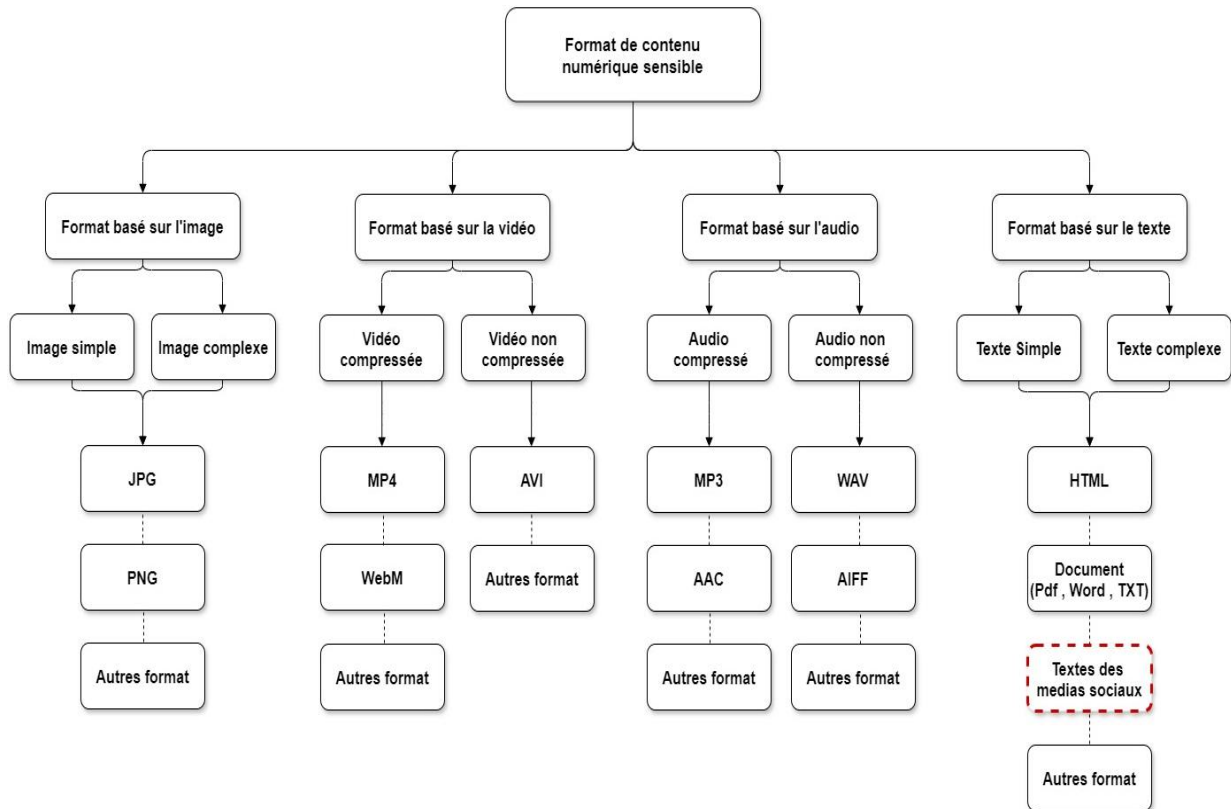 Format de contenu
numérique sensible
Format basé sur l'image
Format basé sur la vidéo
Format basé sur l'audio
Format basé sur le texte
Image simple
Image complexe
Vidéo
compressée
Vidéo non
compressée
Audio
compressé
Audio non
compressé
Texte Simple
Texte complexe
JPG
MP4
AVI
MP3
WAV
HTML
PNG
WebM
Autres format
AAC
AIFF
Document
(Pdf , Word , TXT)
Autres format
Autres format
Autres format
Autres format
Textes des
medias sociaux
Autres format